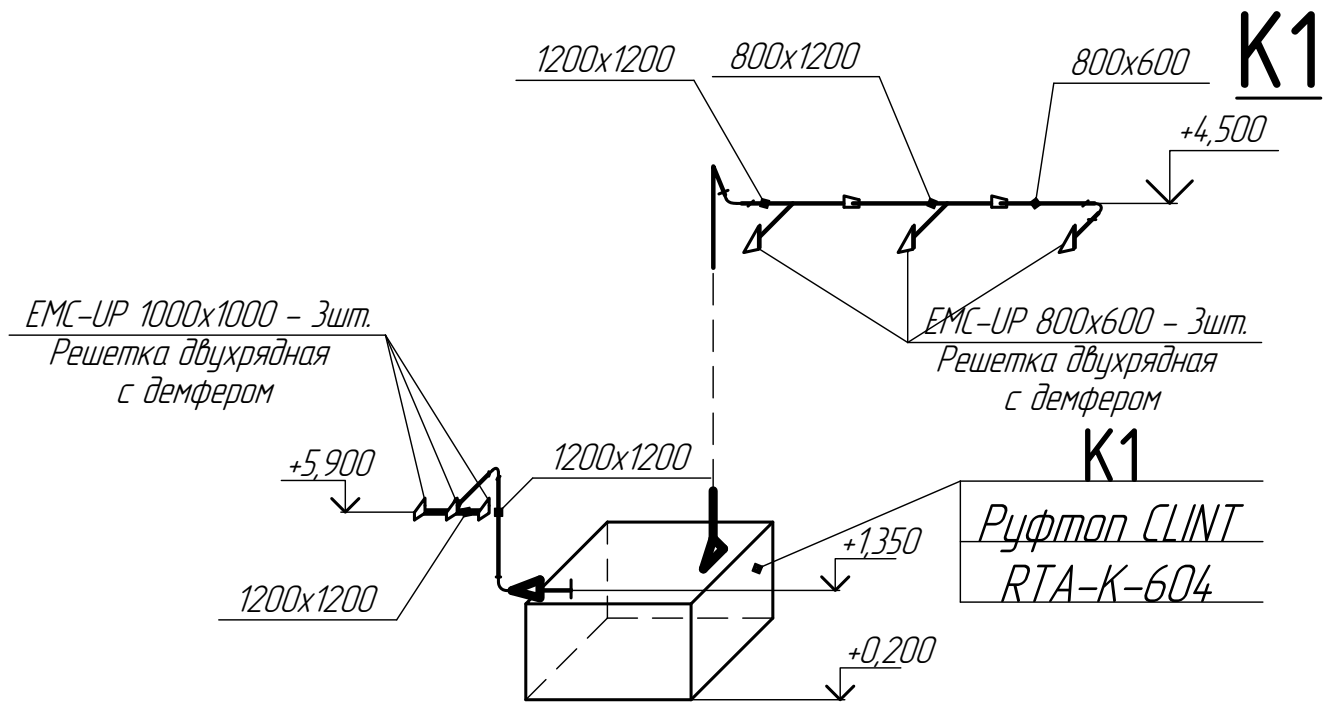 K1
1200x1200
800x1200
800x600
+4,500
EMC-UP 1000x1000 - 3шт.
Решетка двухрядная
с демфером
EMC-UP 800x600 - 3шт.
Решетка двухрядная
с демфером
+5,900
1200x1200
K1
Руфтоп CLINT
RTA-K-604
+1,350
1200x1200
+0,200